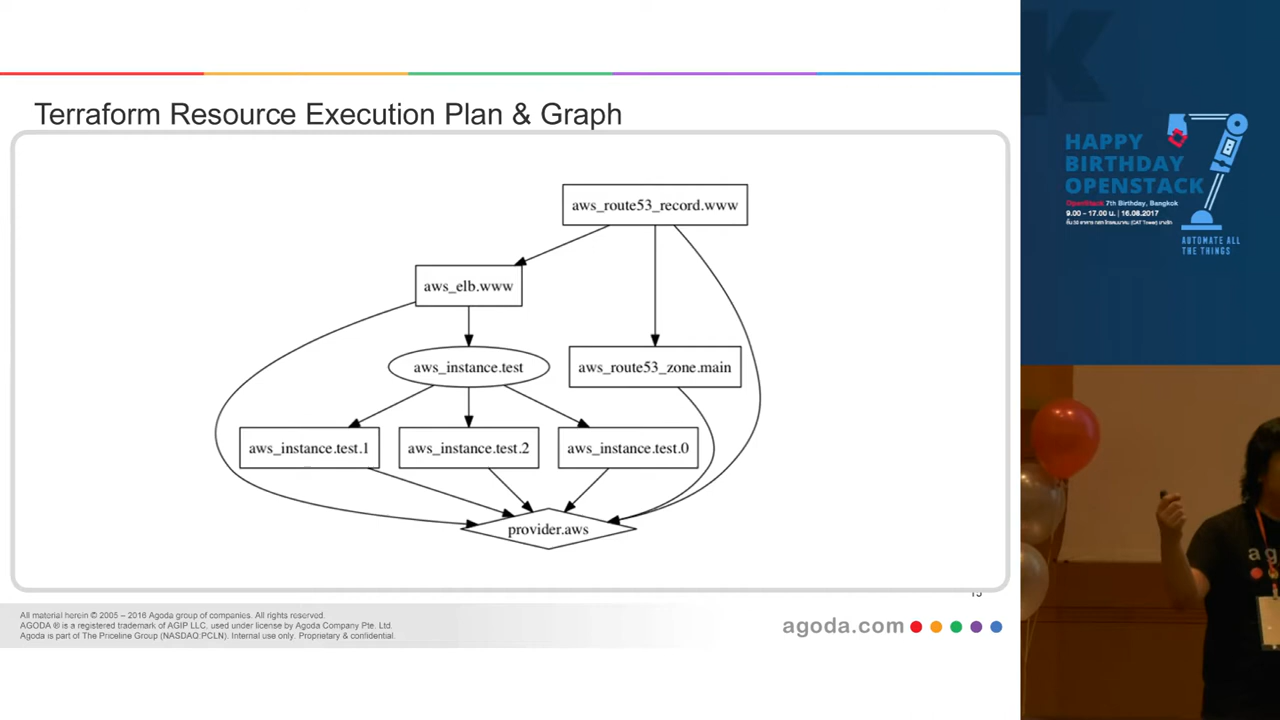 Terraform Resource Execution Plan & Graph
aws_route53_record.www
aws_elb.www
aws_instance.test
aws_route53_zone.main
aws_instance.test.1
aws_instance.test.2
aws_instance.test.0
provider.aws
15
All material herein © 2005 – 2016 Agoda group of companies. All rights reserved.
AGODA ® is a registered trademark of AGIP LLC, used under license by Agoda Company Pte. Ltd.
Agoda is part of The Priceline Group (NASDAQ:PCLN). Internal use only. Proprietary & confidential.
agoda.com
HAPPY
BIRTHDAY
OPENSTACK
OpenStack 7th Birthday, Bangkok
9.00 - 17.00 น. | 16.08.2017
AUTOMATE ALL
THE THINGS